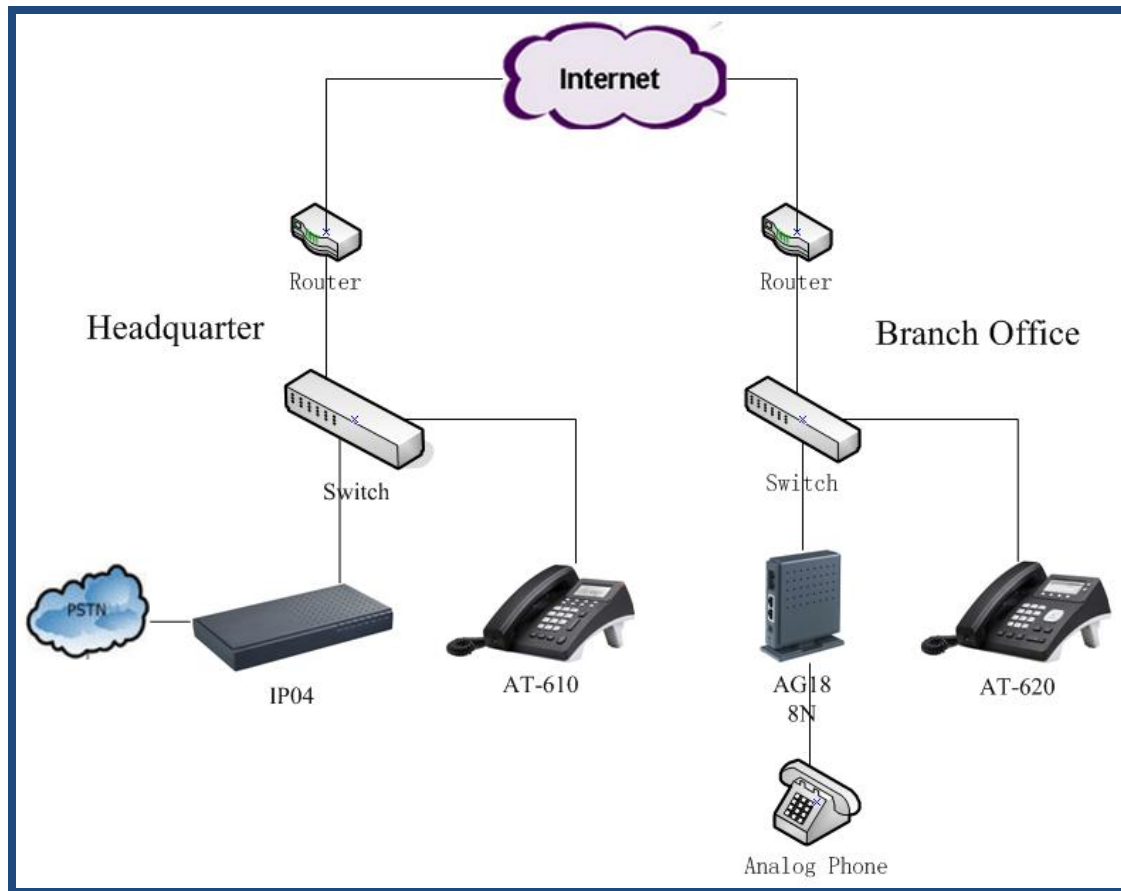 Internet
Router
Router
Headquarter
Branch Office
Switch
Switch
PSTN
IP04
AT-610
AG18
8N
AT-620
Analog Phone